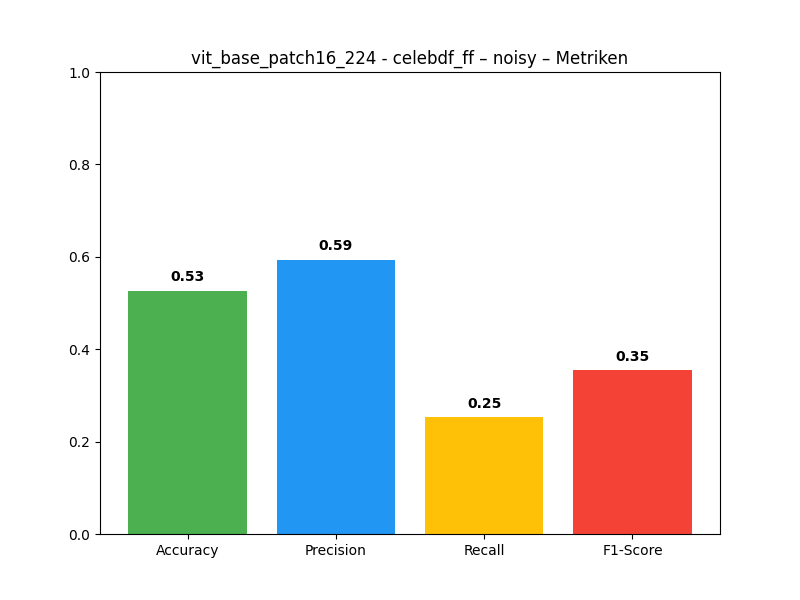 vit_base_patch16_224 - celebdf_ff – noisy – Metriken
1.0
0.8
0.6
0.4
0.2
0.0
0.53
0.59
0.25
0.35
Accuracy
Precision
Recall
F1-Score